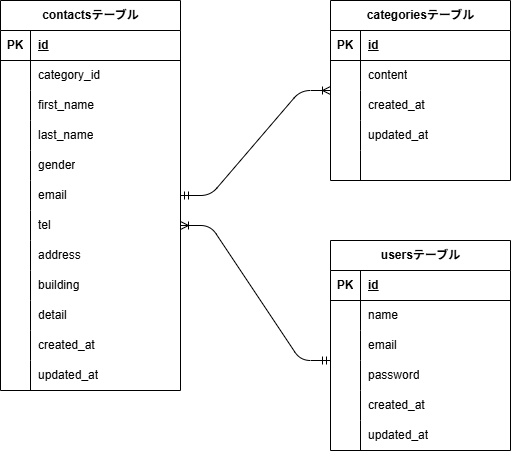 contactsテーブル
PK id
category_id
first_name
last_name
gender
email
tel
address
building
detail
created_at
updated_at
categoriesテーブル
PK id
content
created_at
updated_at
usersテーブル
PK id
name
email
password
created_at
updated_at